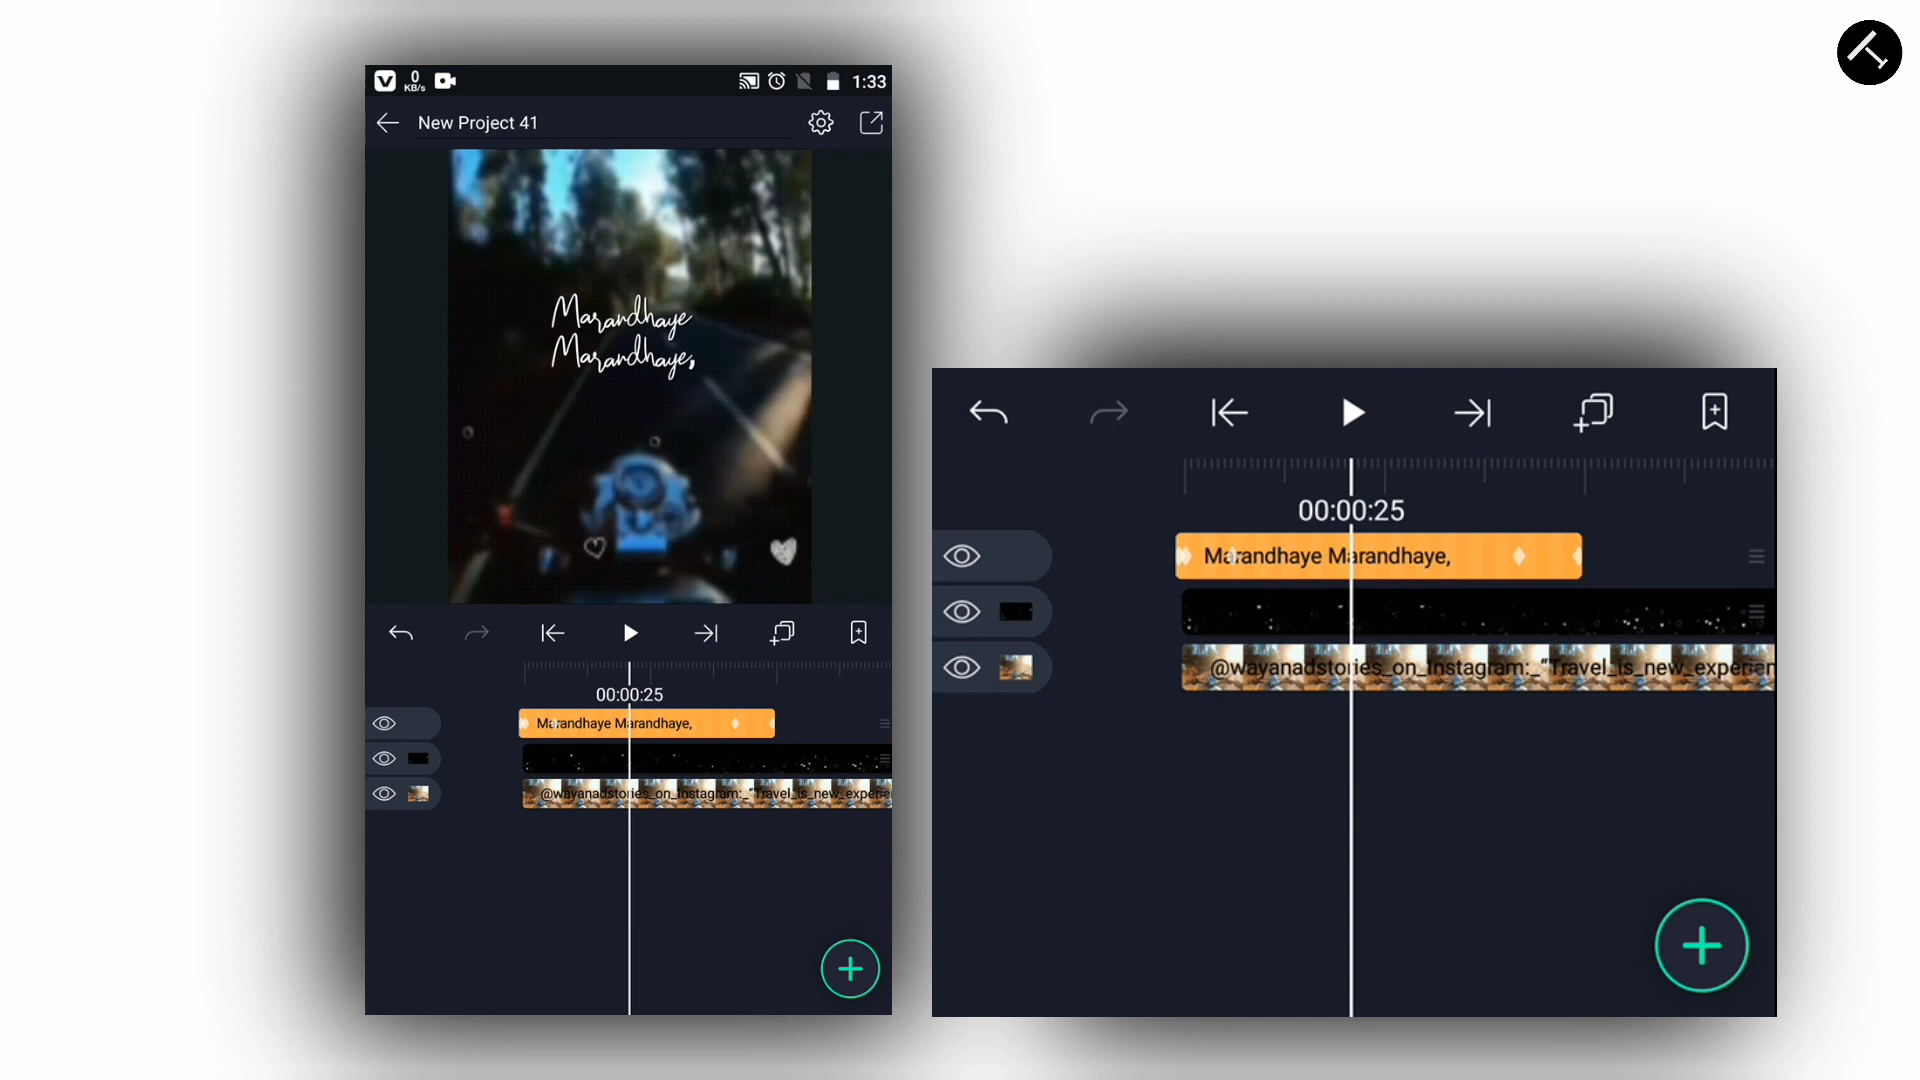 0
KB/s
1:33
New Project 41
Marandhaye
Marandhaye,
00:00:25
Marandhaye Marandhaye,
@wayanadstories_on_Instagram:_“Travel_is_new_experien
00:00:25
Marandhaye Marandhaye,
@wayanadstories_on_Instagram:_“Travel_is_new_experien